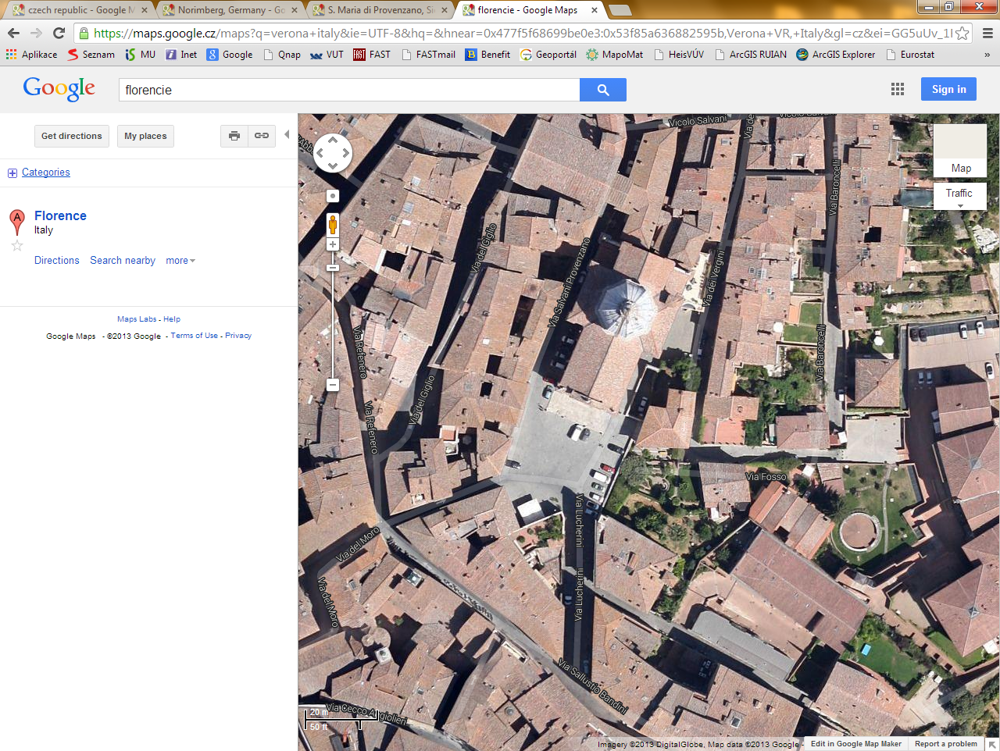 czech republic - Google M
Norimberg, Germany - Go
S. Maria di Provenzano, Si
florencie - Google Maps
https://maps.google.cz/maps?q=verona+italy&ie=UTF-8&hq=&hnear=0x477f5f68699be0e3:0x53f85a636882595b,Verona+VR,+Italy&gl=cz&ei=GG5uUv_1I
Aplikace
Seznam
MU
Inet
Google
Qnap
VUT
FAST
FASTmail
Benefit
Geoportál
MapoMat
HeisVÚV
ArcGIS RUIAN
ArcGIS Explorer
Eurostat
»
Google
florencie
Sign in
Get directions
My places
Categories
A
Florence
Italy
Directions
Search nearby
more
Maps Labs - Help
Google Maps - ©2013 Google - Terms of Use - Privacy
Map
Traffic
Vicolo Salvani
Via de
Vicolo Salv
Abba
Via Baroncelli
Via del Giglio
Via Salvani Provenzano
Via dei Vergini
Via Refenero
Via Baroncelli
Via del Giglio
Via Refenero
Via Fosso
Via Lucherini
Via del Moro
Via Lucherini
Via del Moro
Via Sallustio Bandini
Via Cecco Angiolieri
20 m
50 ft
Imagery ©2013 DigitalGlobe, Map data ©2013 Google -
Edit in Google Map Maker
Report a problem